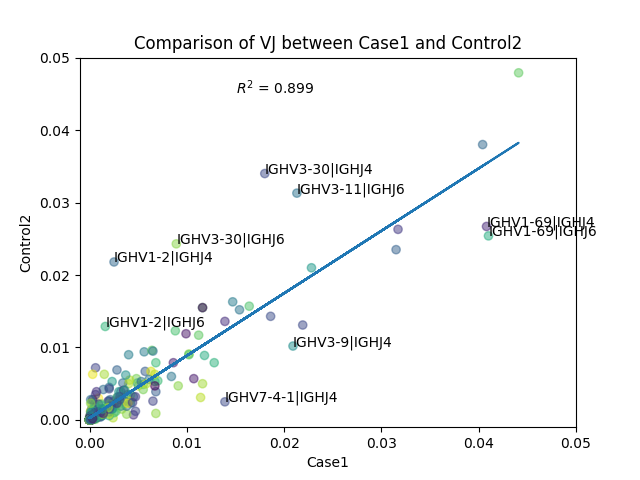 Comparison of VJ between Case1 and Control2
0.05
R² = 0.899
0.04
IGHV3-30|IGHJ4
IGHV3-11|IGHJ6
0.03
IGHV1-69|IGHJ4
IGHV1-69|IGHJ6
IGHV3-30|IGHJ6
IGHV1-2|IGHJ4
0.02
IGHV1-2|IGHJ6
0.01
IGHV3-9|IGHJ4
IGHV7-4-1|IGHJ4
0.00
Control2
0.00 0.01 0.02 0.03 0.04 0.05
Case1